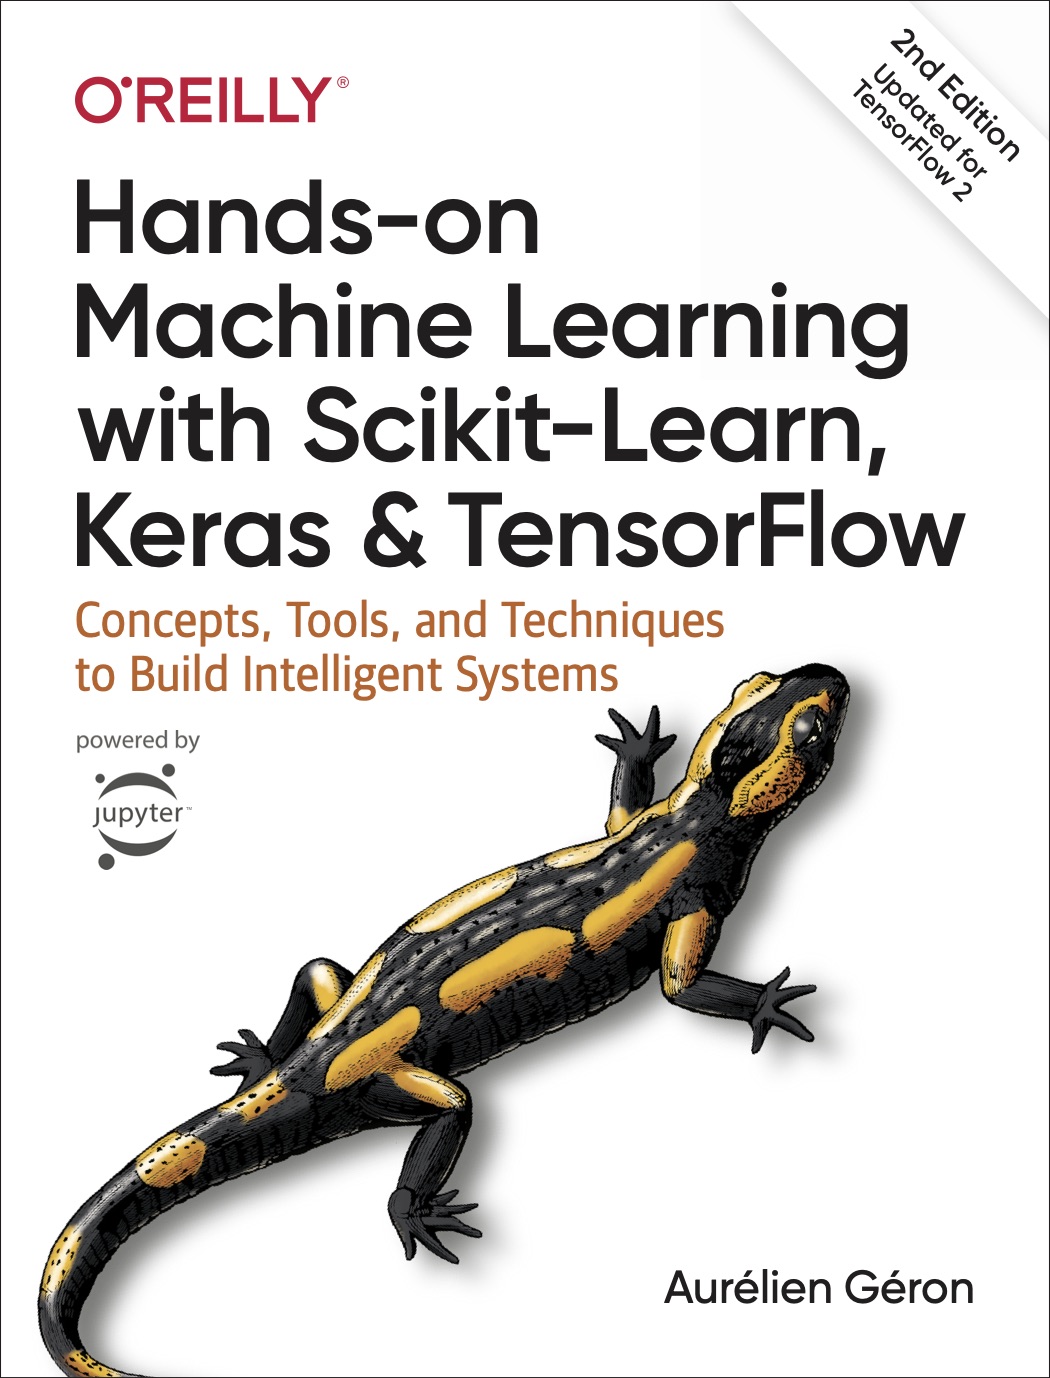 O'REILLY®
2nd Edition
Updated for
TensorFlow 2
Hands-on
Machine Learning
with Scikit-Learn,
Keras & TensorFlow
Concepts, Tools, and Techniques
to Build Intelligent Systems
powered by
jupyter™
Aurélien Géron